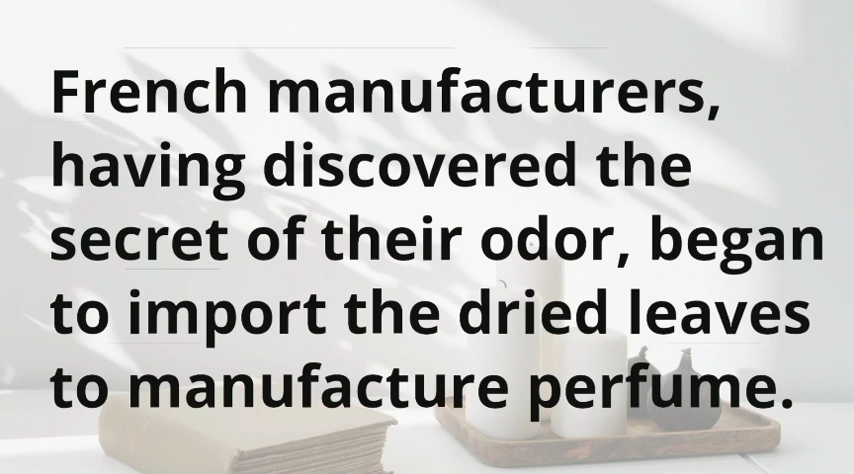 French manufacturers,
having discovered the
secret of their odor, began
to import the dried leaves
to manufacture perfume.